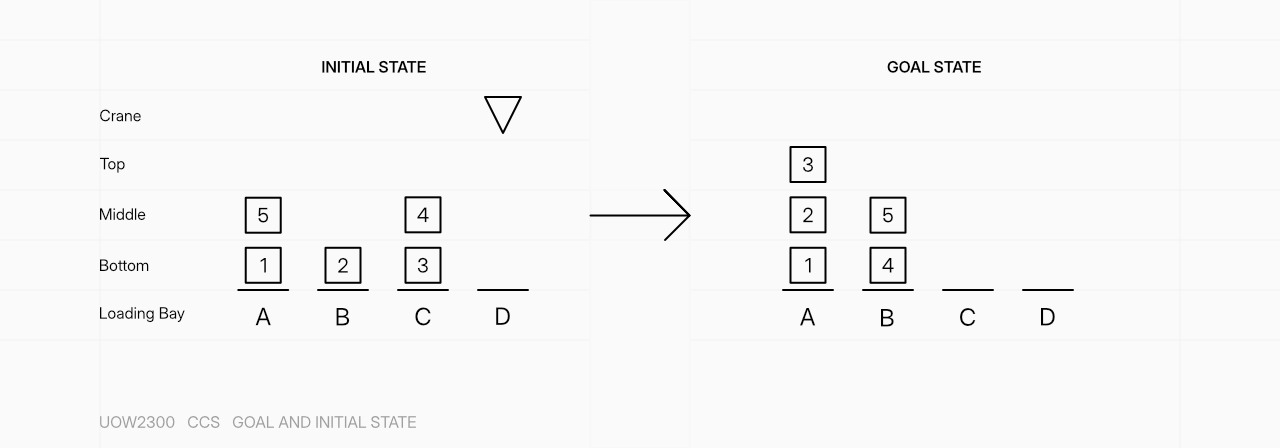 INITIAL STATE GOAL STATE
Crane
Top 3
Middle 5 4 2 5
Bottom 1 2 3 1 4
Loading Bay A B C D A B C D
UOW2300 CCS GOAL AND INITIAL STATE